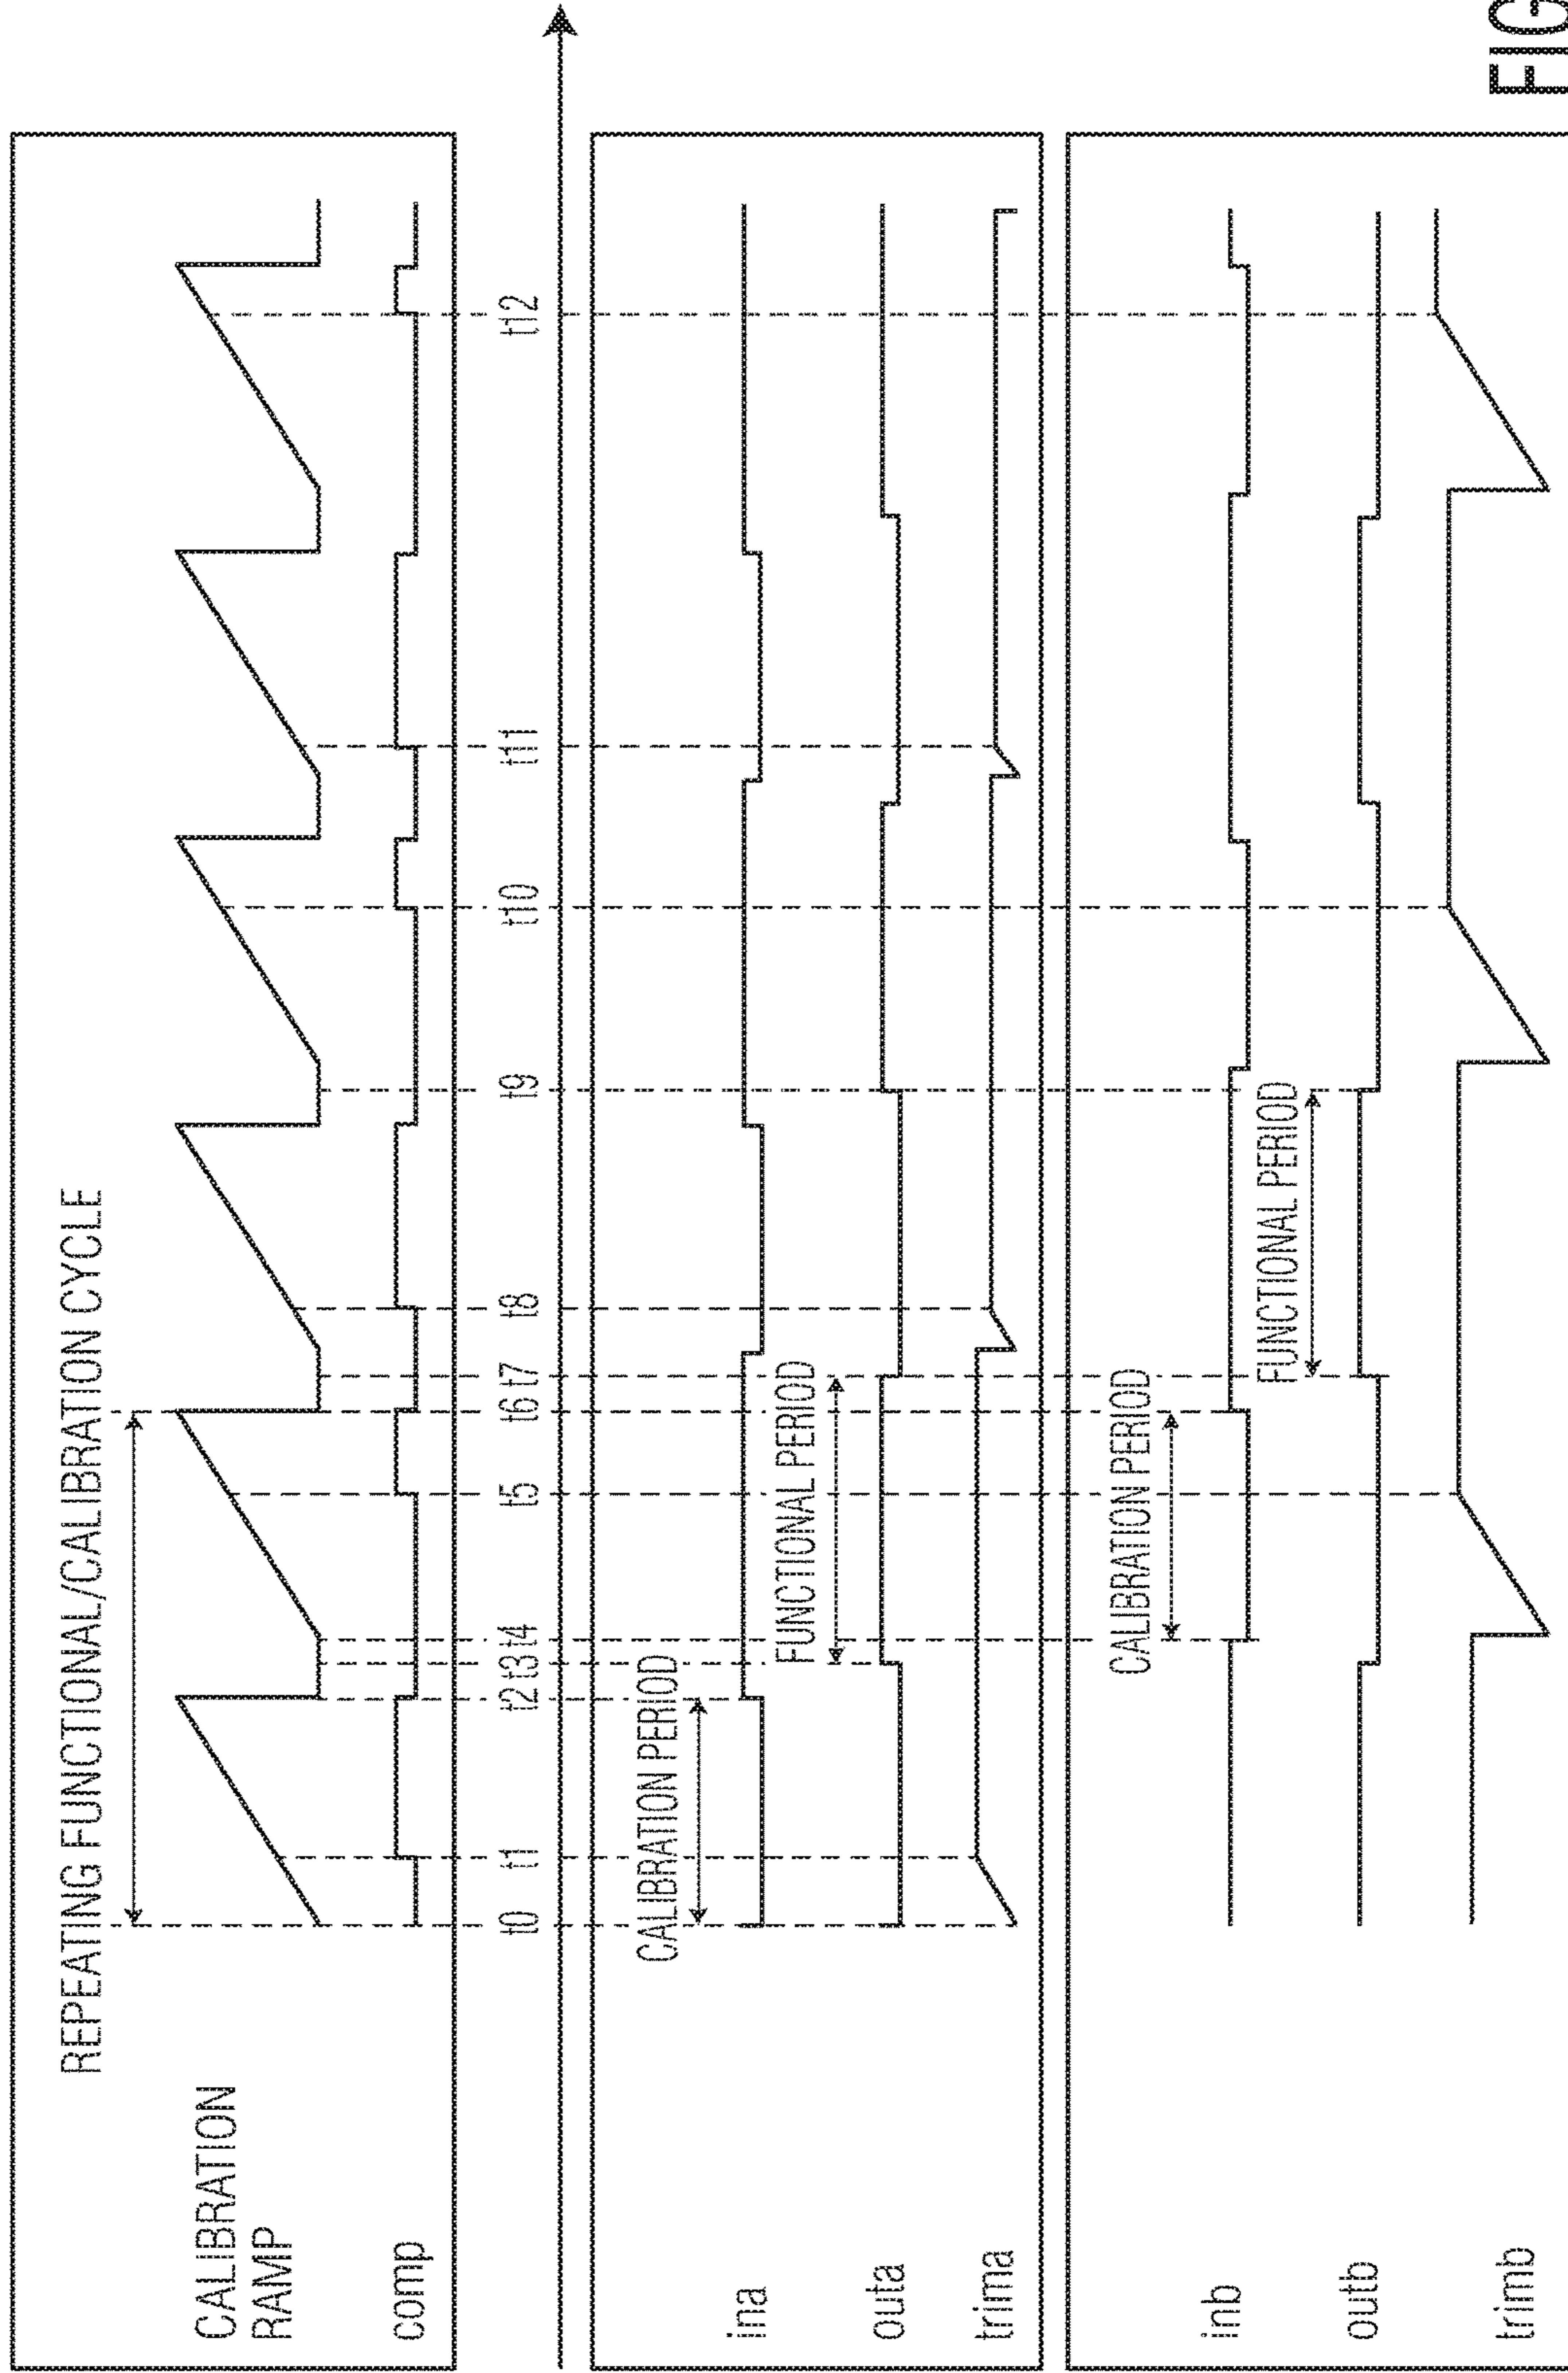 REPEATING FUNCTIONAL/CALIBRATION CYCLE
CALIBRATION
RAMP
comp
t0 t1 t2 t3 t4 t5 t6 t7 t8 t9 t10 t11 t12
CALIBRATION PERIOD
ina
FUNCTIONAL PERIOD
outa
trima
CALIBRATION PERIOD
inb
FUNCTIONAL PERIOD
outb
trimb
FIG